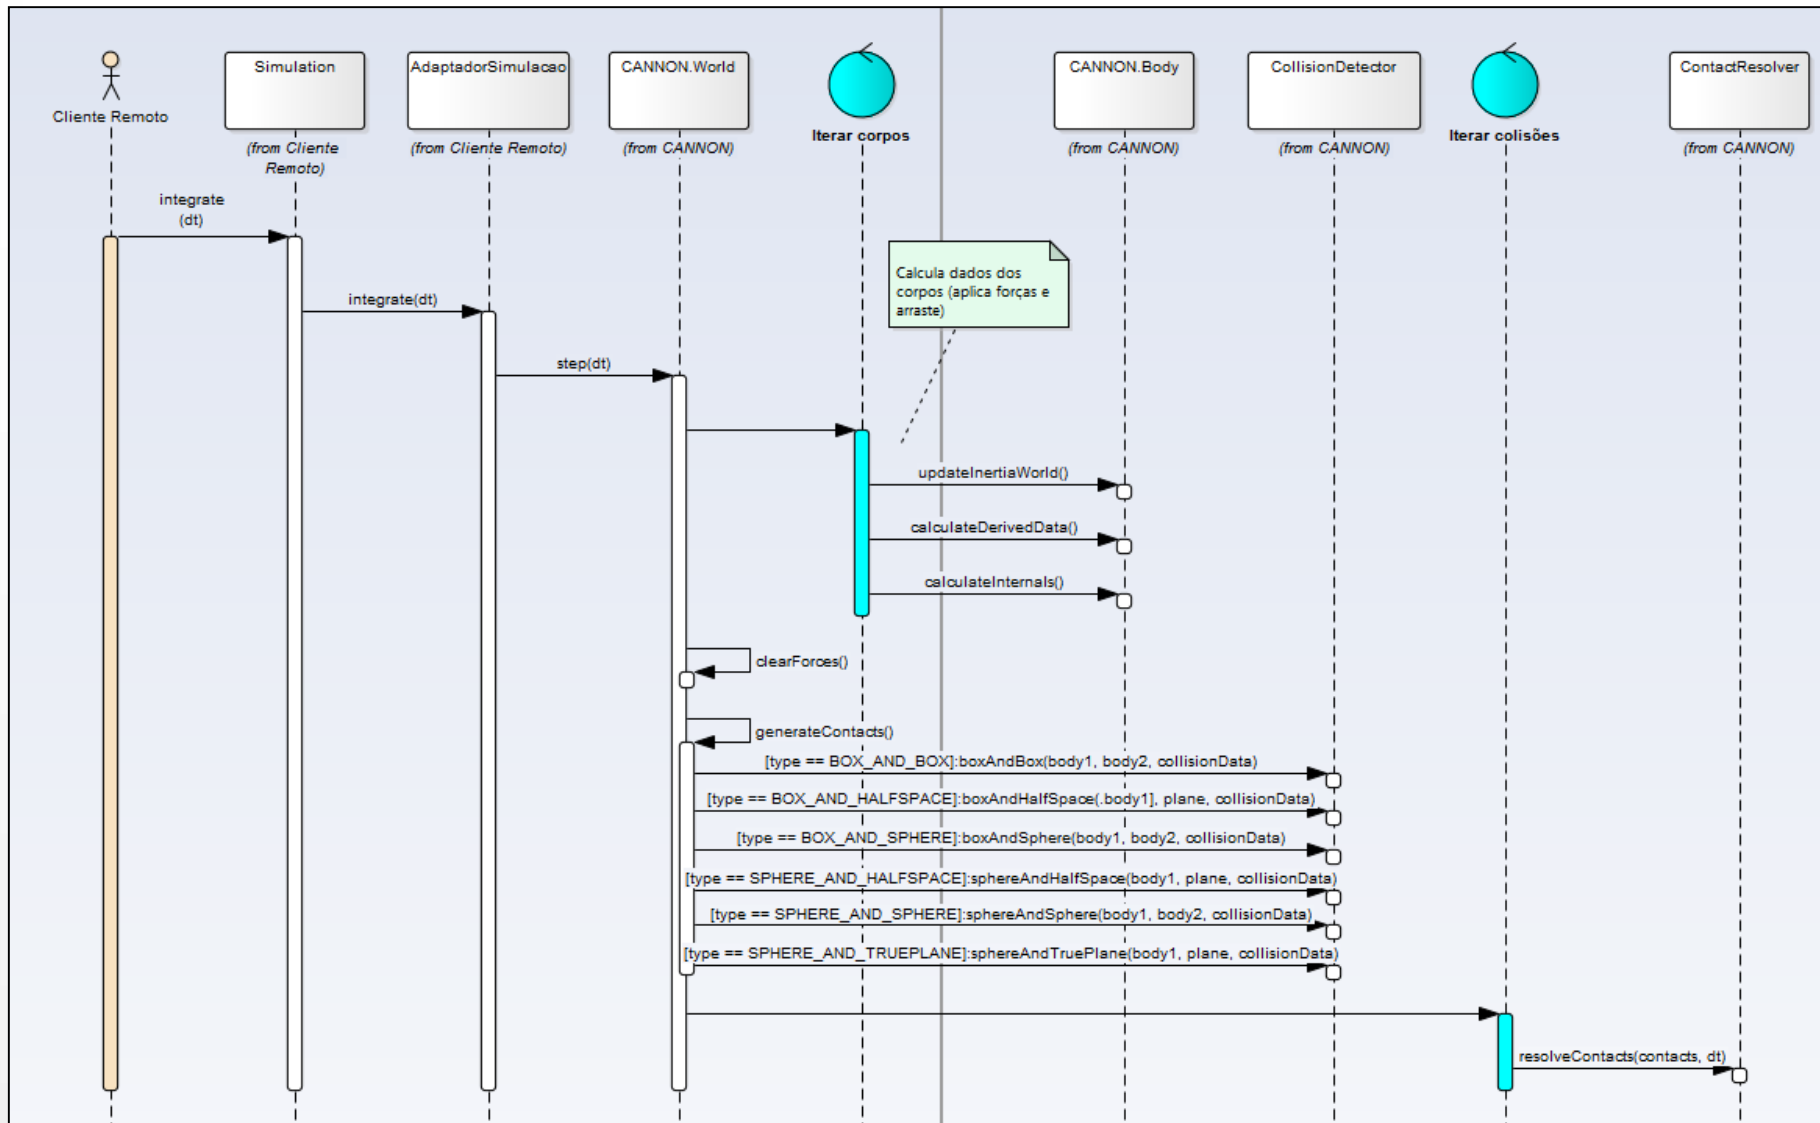 Cliente Remoto
Simulation
(from Cliente
Remoto)
AdaptadorSimulacao
(from Cliente Remoto)
CANNON.World
(from CANNON)
Iterar corpos
CANNON.Body
(from CANNON)
CollisionDetector
(from CANNON)
Iterar colisões
ContactResolver
(from CANNON)
integrate
(dt)
Calcula dados dos
corpos (aplica forças e
arraste)
integrate(dt)
step(dt)
updateInertiaWorld()
calculateDerivedData()
calculateInternals()
clearForces()
generateContacts()
[type == BOX_AND_BOX]:boxAndBox(body1, body2, collisionData)
[type == BOX_AND_HALFSPACE]:boxAndHalfSpace(.body1], plane, collisionData)
[type == BOX_AND_SPHERE]:boxAndSphere(body1, body2, collisionData)
[type == SPHERE_AND_HALFSPACE]:sphereAndHalfSpace(body1, plane, collisionData)
[type == SPHERE_AND_SPHERE]:sphereAndSphere(body1, body2, collisionData)
[type == SPHERE_AND_TRUEPLANE]:sphereAndTruePlane(body1, plane, collisionData)
resolveContacts(contacts, dt)